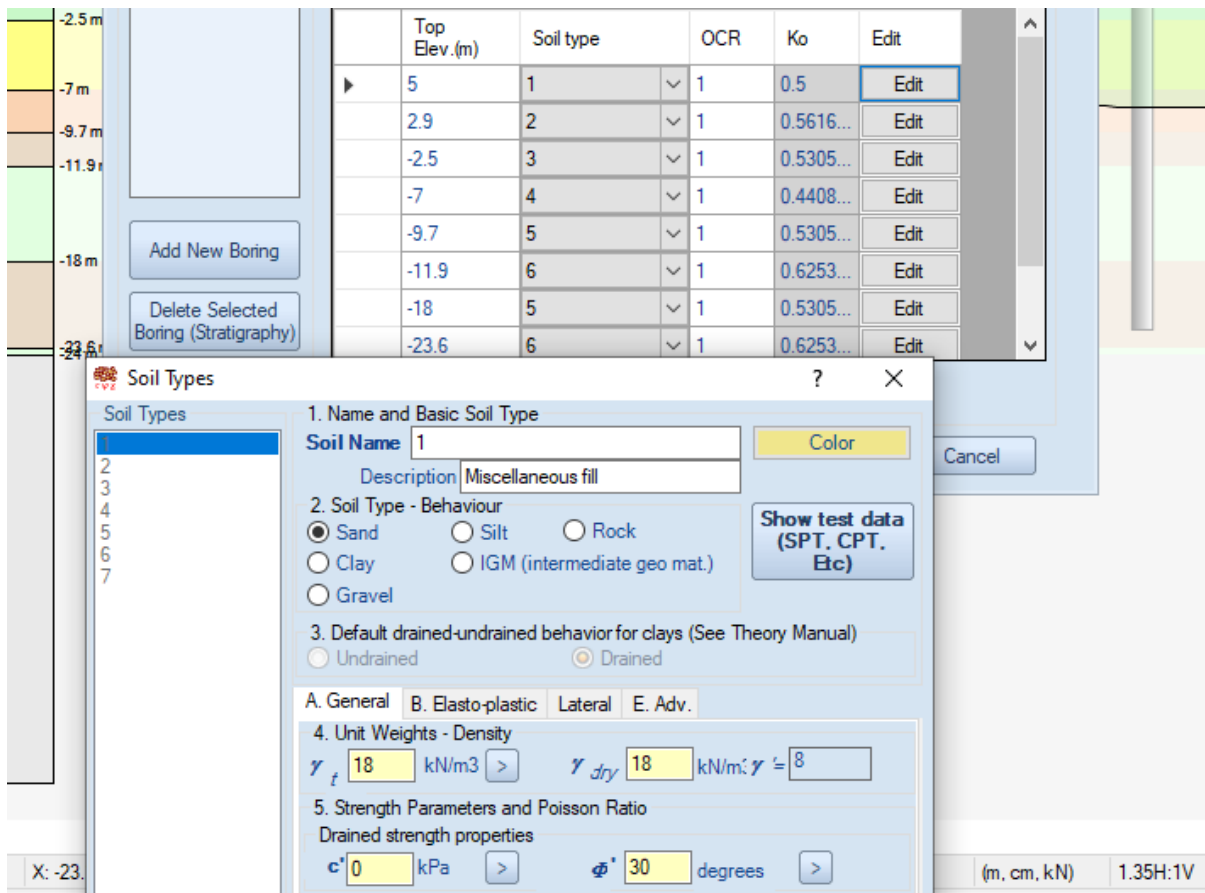 -2.5 m
-7 m
-9.7 m
-11.9
-18 m
-23.6
-24 m
Top Elev.(m) Soil type OCR Ko Edit
5 1 1 0.5 Edit
2.9 2 1 0.5616... Edit
-2.5 3 1 0.5305... Edit
-7 4 1 0.4408... Edit
-9.7 5 1 0.5305... Edit
-11.9 6 1 0.6253... Edit
-18 5 1 0.5305... Edit
-23.6 6 1 0.6253... Edit
Add New Boring
Delete Selected
Boring (Stratigraphy)
Cancel
Soil Types ?
Soil Types
1
2
3
4
5
6
7
1. Name and Basic Soil Type
Soil Name 1 Color
Description Miscellaneous fill
2. Soil Type - Behaviour
Sand Silt Rock
Clay IGM (intermediate geo mat.)
Gravel
Show test data
(SPT, CPT,
Etc)
3. Default drained-undrained behavior for clays (See Theory Manual)
Undrained Drained
A. General B. Elasto-plastic Lateral E. Adv.
4. Unit Weights - Density
γ t 18 kN/m3 > γ dry 18 kN/m3 γ '= 8
5. Strength Parameters and Poisson Ratio
Drained strength properties
c' 0 kPa > Φ' 30 degrees >
X: -23. (m, cm, kN) 1.35H:1V